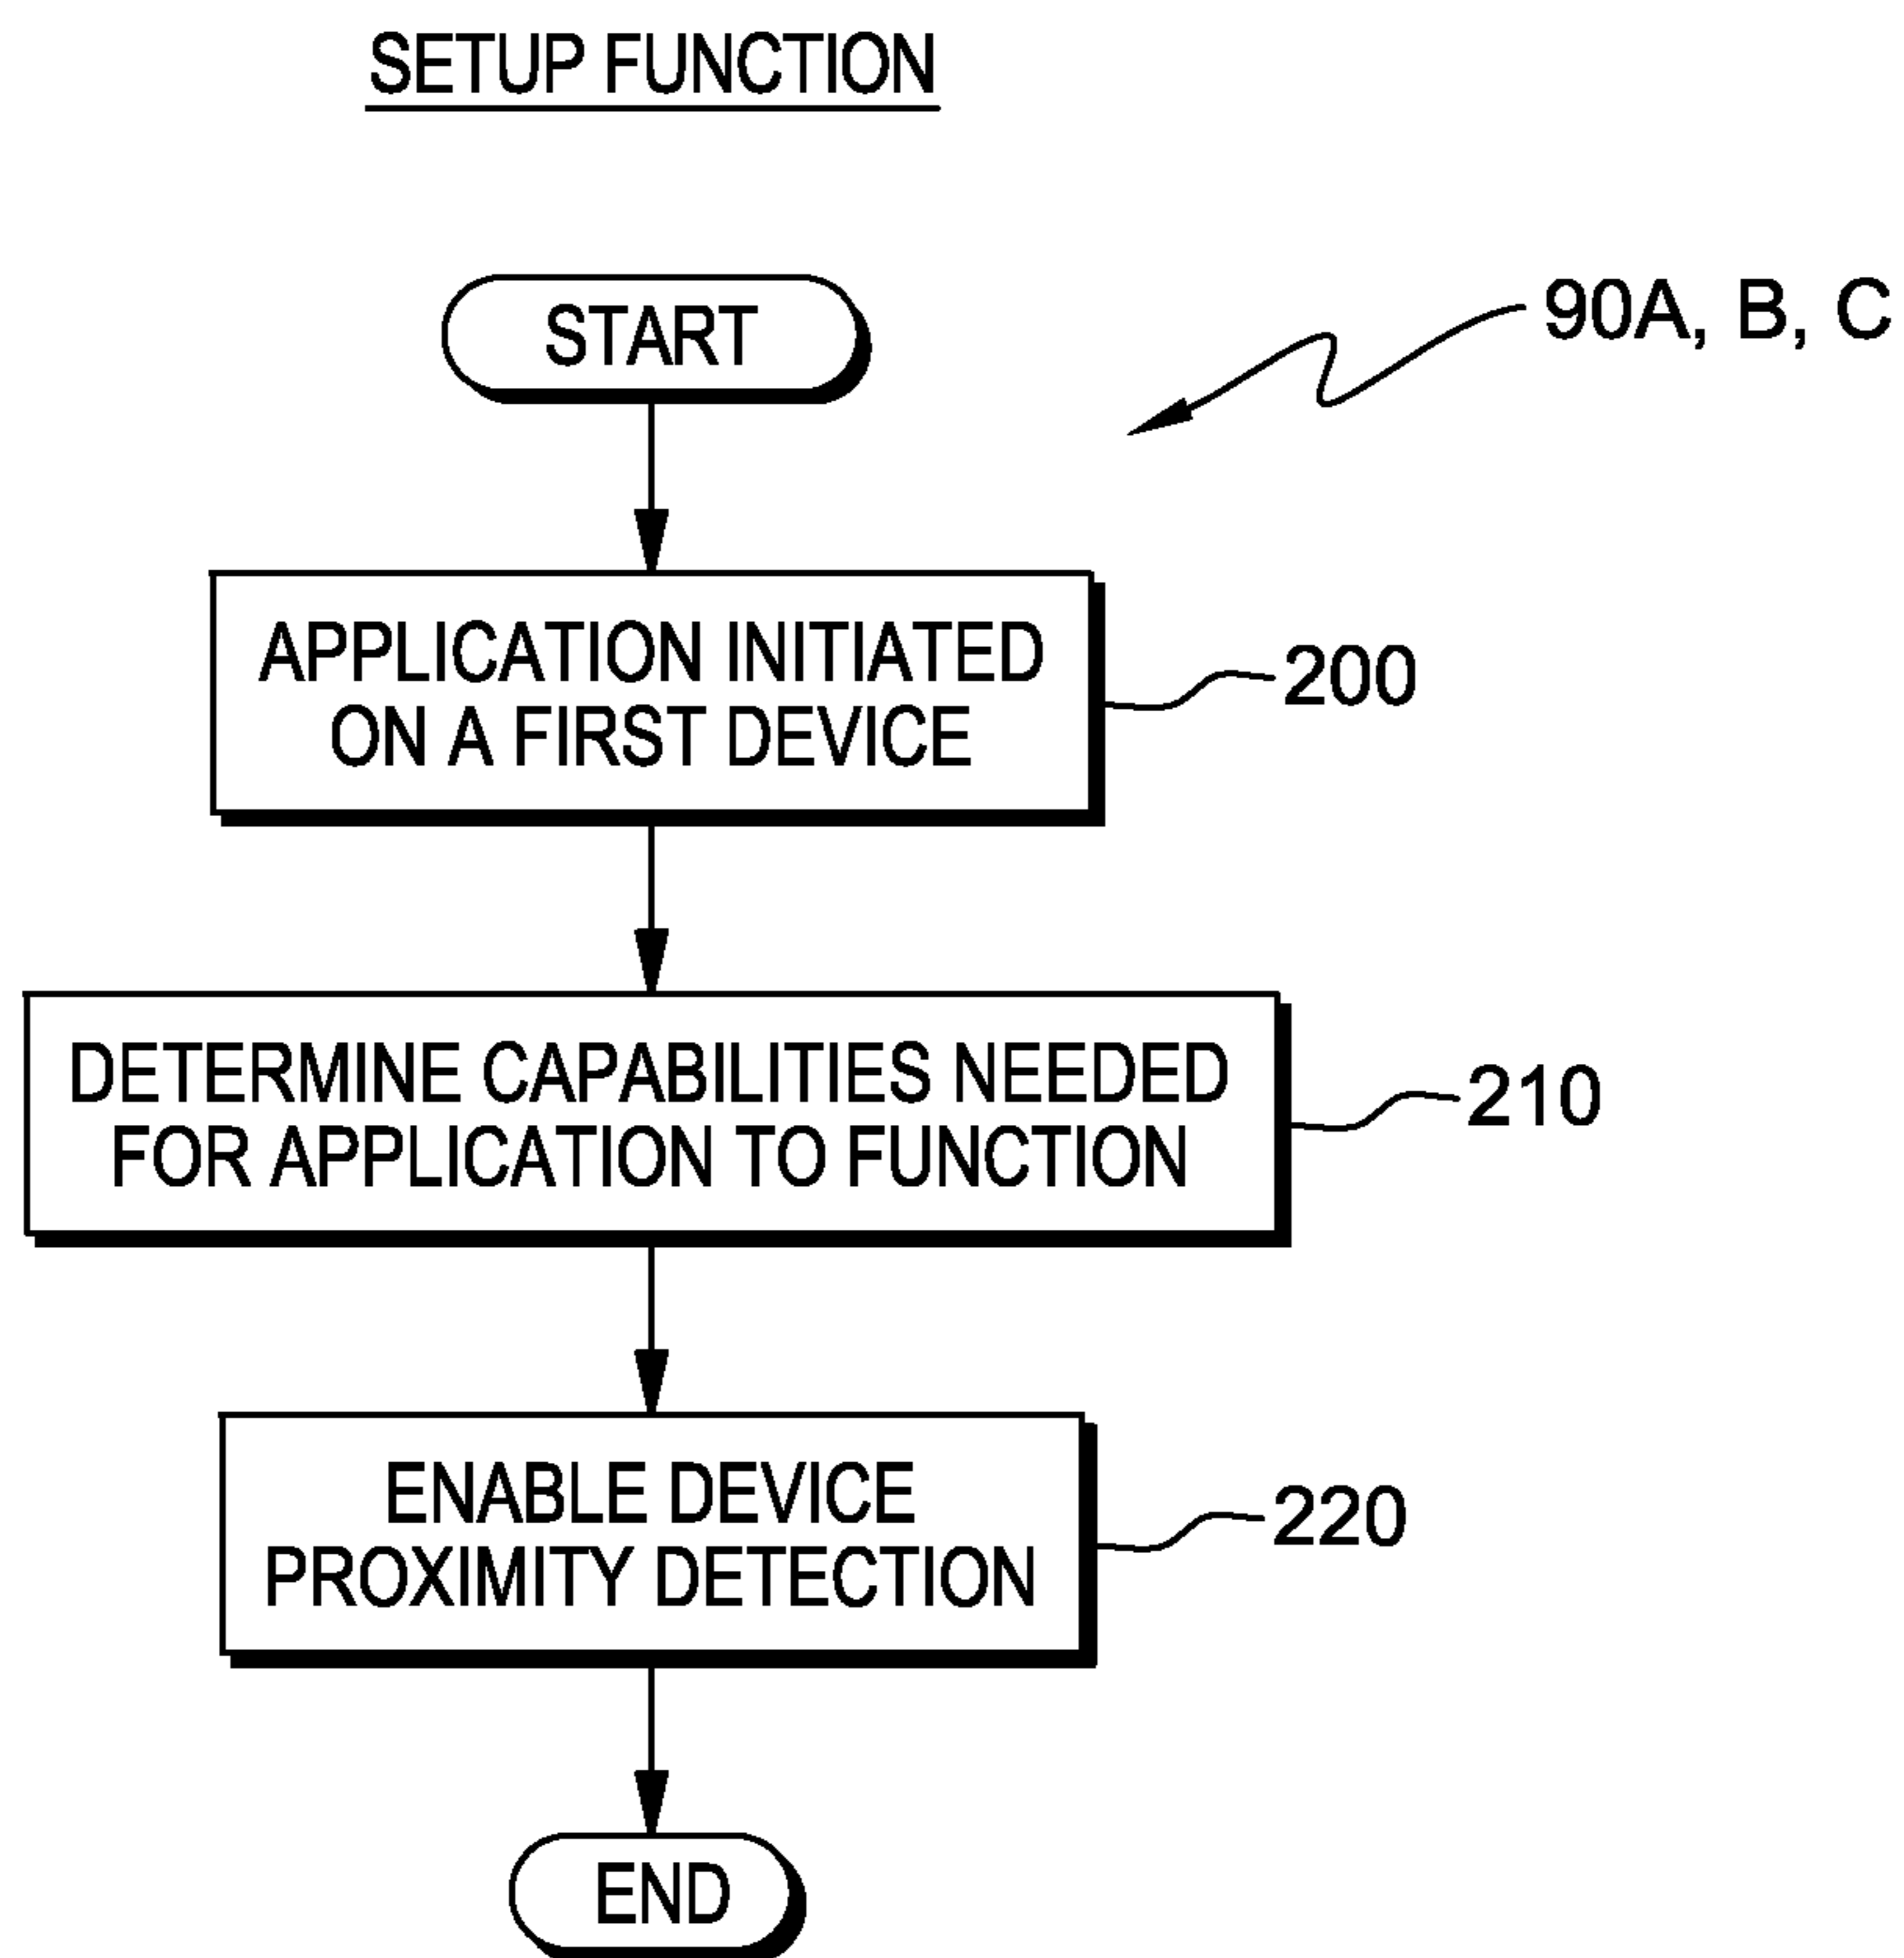 SETUP FUNCTION
START
90A, B, C
APPLICATION INITIATED
ON A FIRST DEVICE
200
DETERMINE CAPABILITIES NEEDED
FOR APPLICATION TO FUNCTION
210
ENABLE DEVICE
PROXIMITY DETECTION
220
END